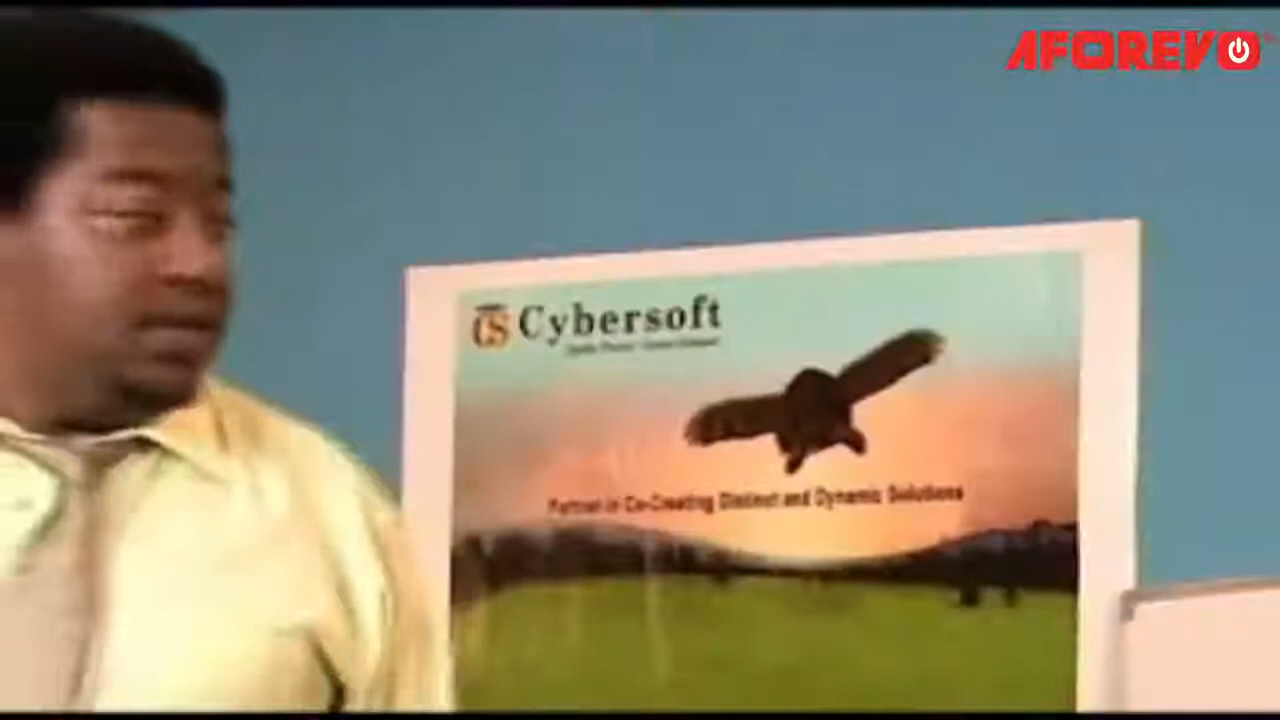 AFOREVO
CS Cybersoft
Partner in Co-Creating Distinct and Dynamic Solutions